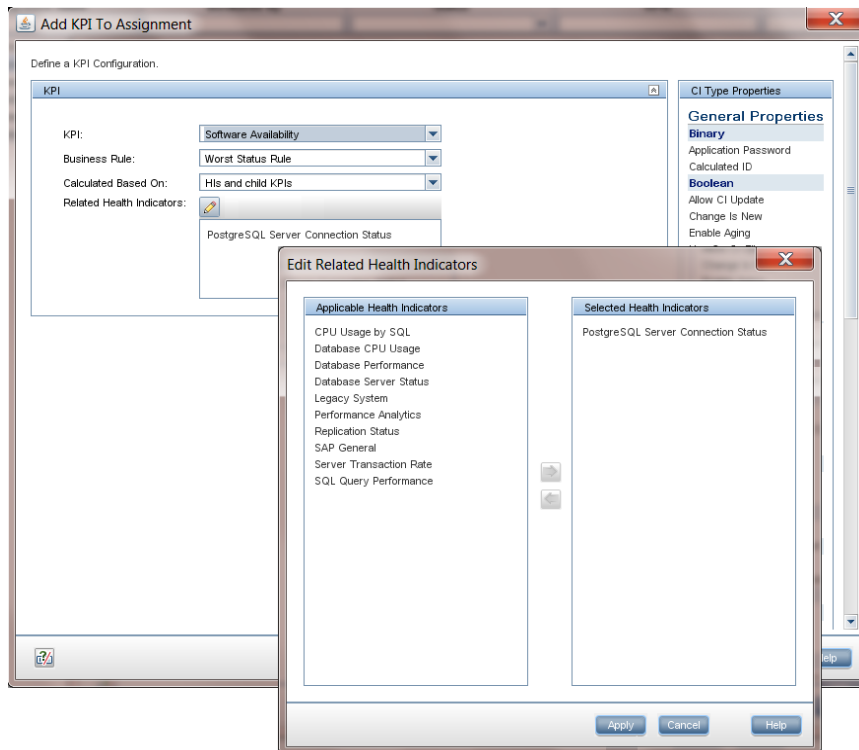 Add KPI To Assignment
Define a KPI Configuration.
KPI
KPI:
Software Availability
Business Rule:
Worst Status Rule
Calculated Based On:
HIs and child KPIs
Related Health Indicators:
PostgreSQL Server Connection Status
CI Type Properties
General Properties
Binary
Application Password
Calculated ID
Boolean
Allow CI Update
Change Is New
Enable Aging
Edit Related Health Indicators
Applicable Health Indicators
CPU Usage by SQL
Database CPU Usage
Database Performance
Database Server Status
Legacy System
Performance Analytics
Replication Status
SAP General
Server Transaction Rate
SQL Query Performance
Selected Health Indicators
PostgreSQL Server Connection Status
Apply
Cancel
Help